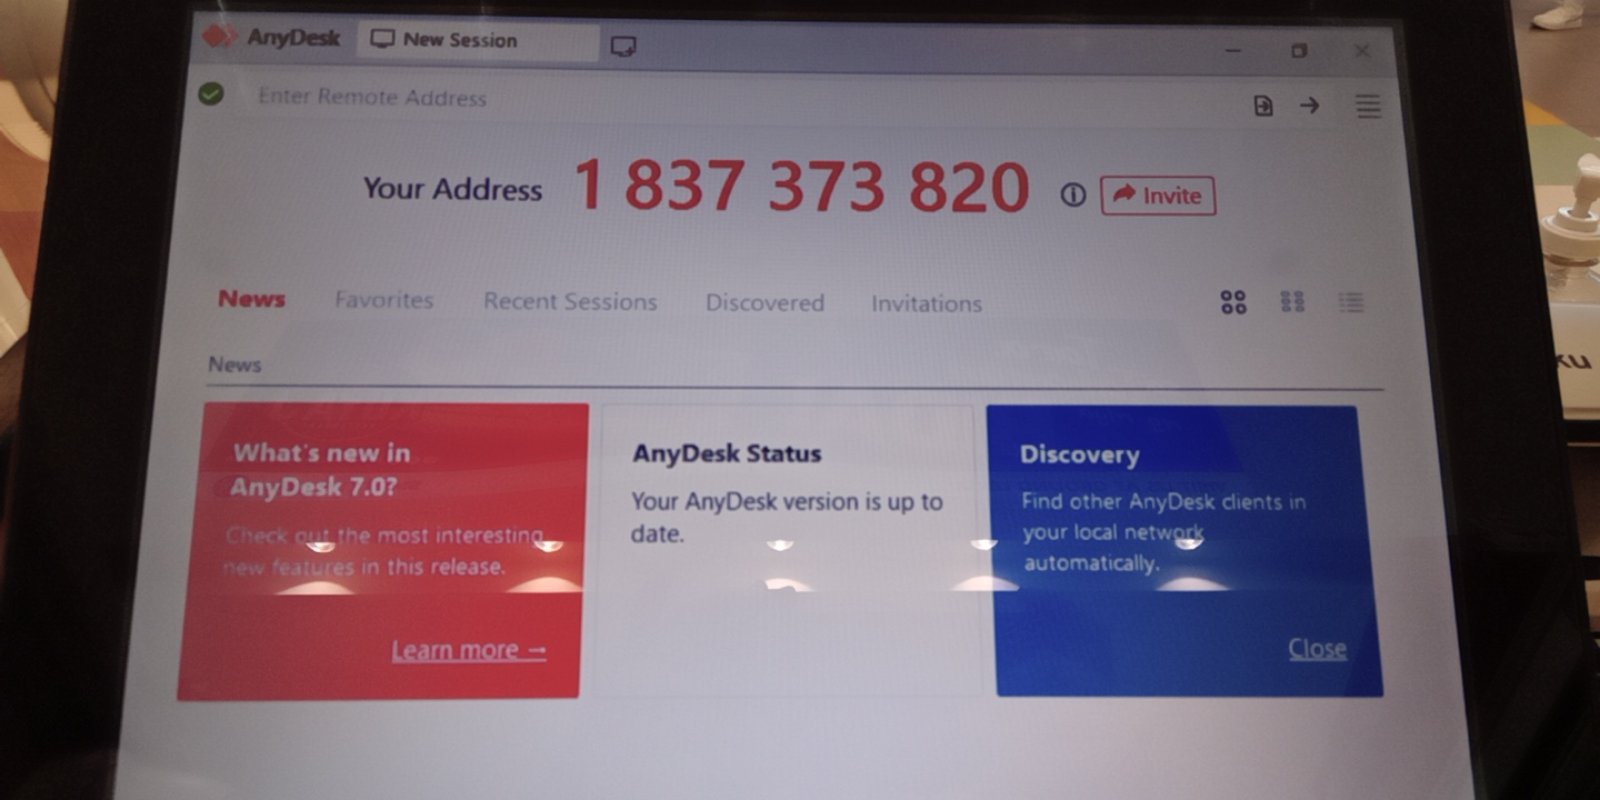 AnyDesk
New Session
Enter Remote Address
Your Address 1 837 373 820 Invite
News Favorites Recent Sessions Discovered Invitations
News
What's new in
AnyDesk 7.0?
Check out the most interesting
new features in this release.
Learn more →
AnyDesk Status
Your AnyDesk version is up to
date.
Discovery
Find other AnyDesk clients in
your local network
automatically.
Close